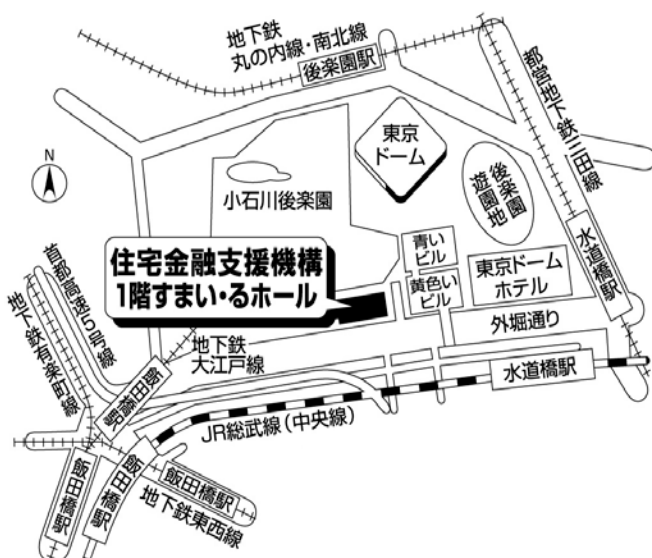 地下鉄
丸の内線・南北線
後楽園駅
都営地下鉄三田線
東京
ドーム
N
小石川後楽園
後楽園
遊園地
水道橋駅
青い
ビル
黄色い
ビル
東京ドーム
ホテル
住宅金融支援機構
1階すまい・るホール
外堀通り
首都高速5号線
地下鉄有楽町線
地下鉄
大江戸線
飯田橋駅
水道橋駅
JR総武線（中央線）
飯田橋駅
飯田橋駅
飯田橋駅
地下鉄東西線